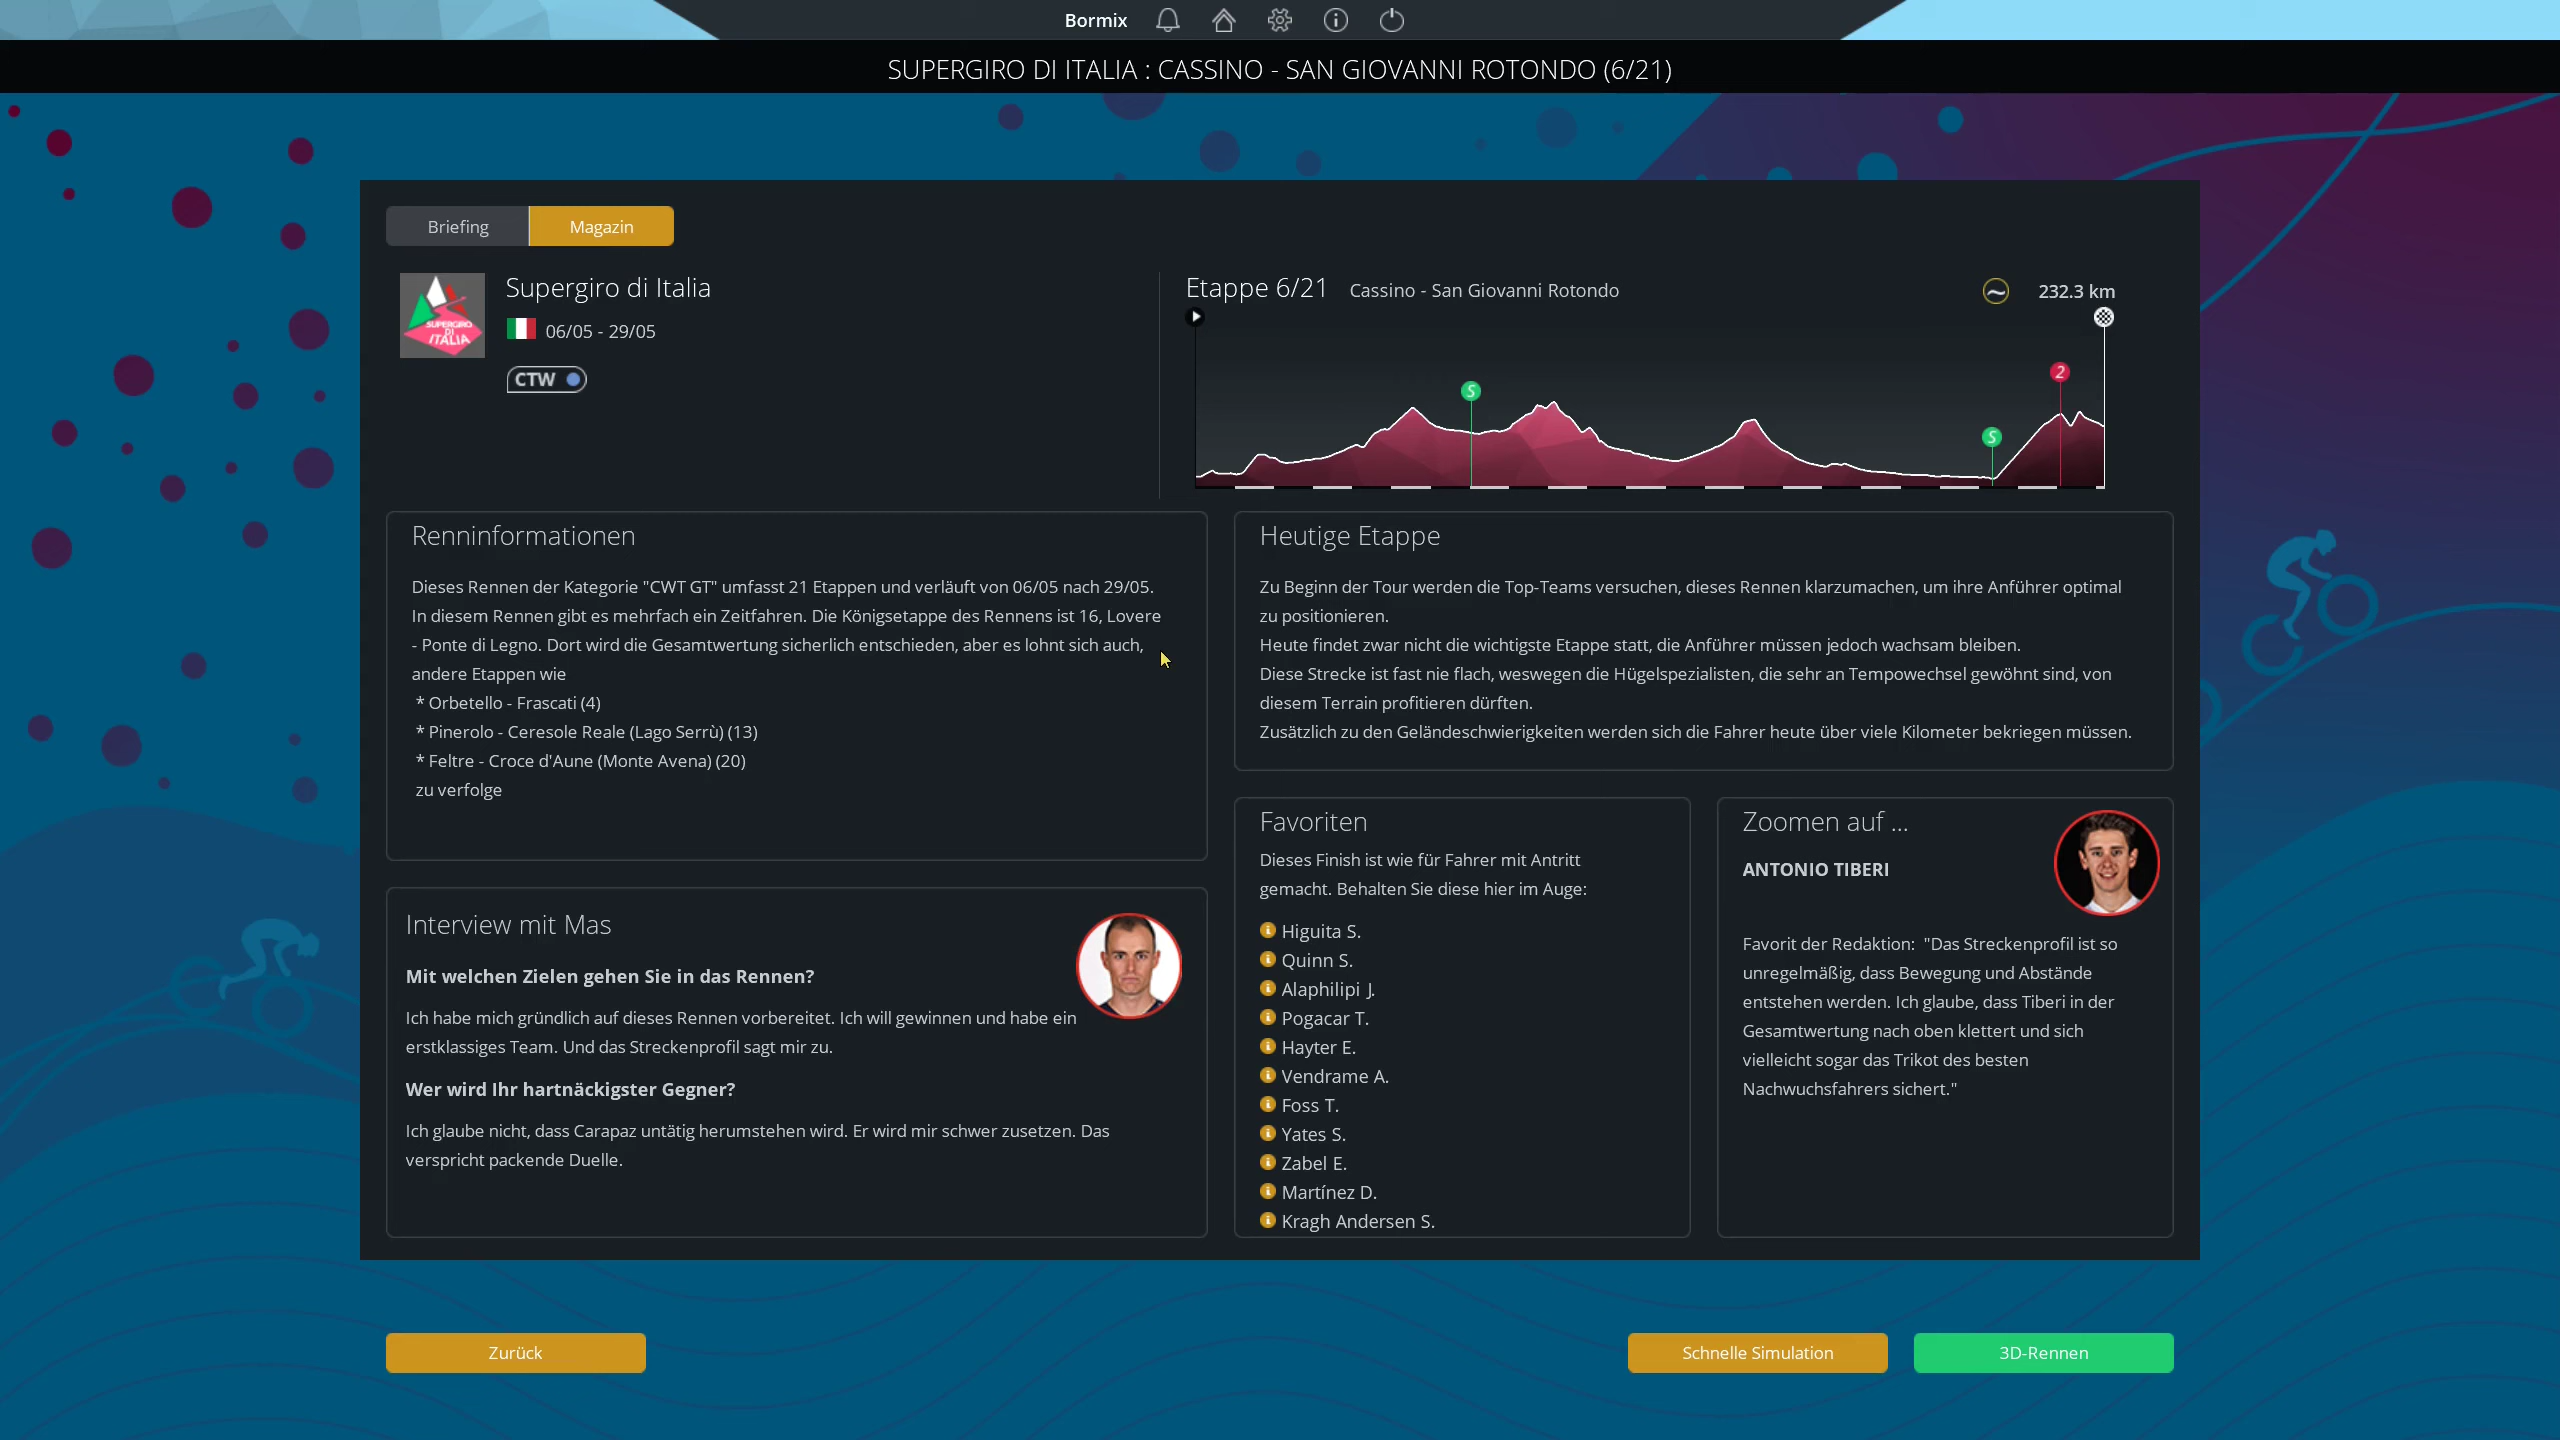 Bormix
SUPERGIRO DI ITALIA : CASSINO - SAN GIOVANNI ROTONDO (6/21)
Briefing
Magazin
SUPERGIRO
DI
ITALIA
Supergiro di Italia
06/05 - 29/05
CTW
Etappe 6/21
Cassino - San Giovanni Rotondo
232.3 km
S
S
2
Renninformationen
Dieses Rennen der Kategorie "CWT GT" umfasst 21 Etappen und verläuft von 06/05 nach 29/05.
In diesem Rennen gibt es mehrfach ein Zeitfahren. Die Königsetappe des Rennens ist 16, Lovere
- Ponte di Legno. Dort wird die Gesamtwertung sicherlich entschieden, aber es lohnt sich auch,
andere Etappen wie
* Orbetello - Frascati (4)
* Pinerolo - Ceresole Reale (Lago Serrù) (13)
* Feltre - Croce d'Aune (Monte Avena) (20)
zu verfolge
Heutige Etappe
Zu Beginn der Tour werden die Top-Teams versuchen, dieses Rennen klarzumachen, um ihre Anführer optimal
zu positionieren.
Heute findet zwar nicht die wichtigste Etappe statt, die Anführer müssen jedoch wachsam bleiben.
Diese Strecke ist fast nie flach, weswegen die Hügelspezialisten, die sehr an Tempowechsel gewöhnt sind, von
diesem Terrain profitieren dürften.
Zusätzlich zu den Geländeschwierigkeiten werden sich die Fahrer heute über viele Kilometer bekriegen müssen.
Interview mit Mas
Mit welchen Zielen gehen Sie in das Rennen?
Ich habe mich gründlich auf dieses Rennen vorbereitet. Ich will gewinnen und habe ein
erstklassiges Team. Und das Streckenprofil sagt mir zu.
Wer wird Ihr hartnäckigster Gegner?
Ich glaube nicht, dass Carapaz untätig herumstehen wird. Er wird mir schwer zusetzen. Das
verspricht packende Duelle.
Favoriten
Dieses Finish ist wie für Fahrer mit Antritt
gemacht. Behalten Sie diese hier im Auge:
Higuita S.
Quinn S.
Alaphilipi J.
Pogacar T.
Hayter E.
Vendrame A.
Foss T.
Yates S.
Zabel E.
Martínez D.
Kragh Andersen S.
Zoomen auf ...
ANTONIO TIBERI
Favorit der Redaktion: "Das Streckenprofil ist so
unregelmäßig, dass Bewegung und Abstände
entstehen werden. Ich glaube, dass Tiberi in der
Gesamtwertung nach oben klettert und sich
vielleicht sogar das Trikot des besten
Nachwuchsfahrers sichert."
Zurück
Schnelle Simulation
3D-Rennen